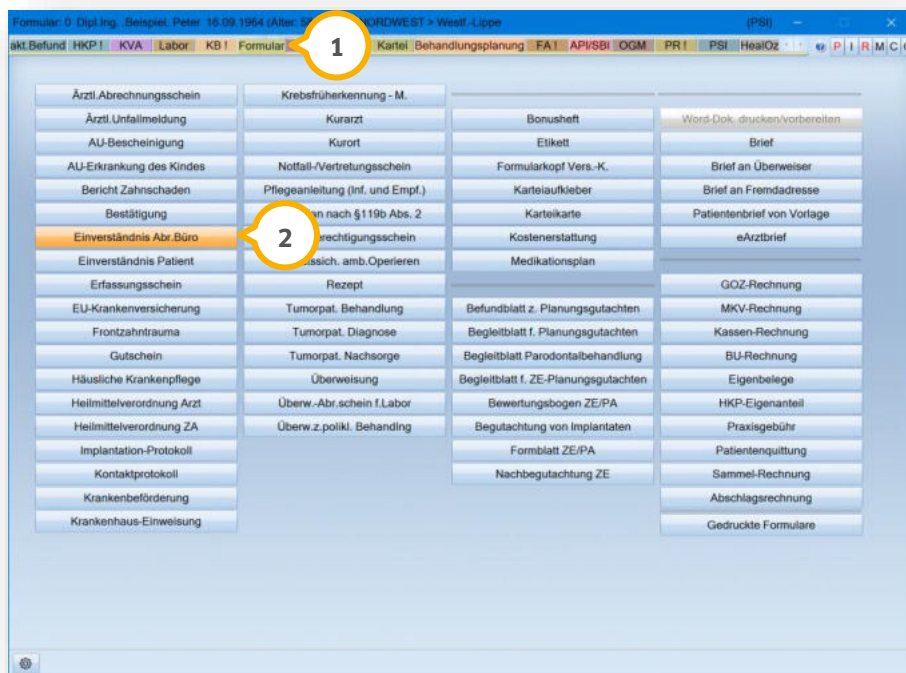 Formular: 0 Dipl.Ing. .Beispiel, Peter 16.09.1964 (Alter: NORDWEST > Westf.-Lippe (PSI)
akt.Befund HKP ! KVA Labor KB ! Formular Kartei Behandlungsplanung FA ! API/SBI OGM PR ! PSI HealOz P I R M C
1
Ärztl.Abrechnungsschein
Ärztl.Unfallmeldung
AU-Bescheinigung
AU-Erkrankung des Kindes
Bericht Zahnschaden
Bestätigung
Einverständnis Abr.Büro
2
Einverständnis Patient
Erfassungsschein
EU-Krankenversicherung
Frontzahntrauma
Gutschein
Häusliche Krankenpflege
Heilmittelverordnung Arzt
Heilmittelverordnung ZA
Implantation-Protokoll
Kontaktprotokoll
Krankenbeförderung
Krankenhaus-Einweisung
Krebsfrüherkennung - M.
Kurarzt
Kurort
Notfall-/Vertretungsschein
Pflegeanleitung (Inf. und Empf.)
an nach §119b Abs. 2
erechtigungsschein
ssich. amb.Operieren
Rezept
Tumorpat. Behandlung
Tumorpat. Diagnose
Tumorpat. Nachsorge
Überweisung
Überw.-Abr.schein f.Labor
Überw.z.polikl. Behandlng
Bonusheft
Etikett
Formularkopf Vers.-K.
Karteiaufkleber
Karteikarte
Kostenerstattung
Medikationsplan
Befundblatt z. Planungsgutachten
Begleitblatt f. Planungsgutachten
Begleitblatt Parodontalbehandlung
Begleitblatt f. ZE-Planungsgutachten
Bewertungsbogen ZE/PA
Begutachtung von Implantaten
Formblatt ZE/PA
Nachbegutachtung ZE
Word-Dok. drucken/vorbereiten
Brief
Brief an Überweiser
Brief an Fremdadresse
Patientenbrief von Vorlage
eArztbrief
GOZ-Rechnung
MKV-Rechnung
Kassen-Rechnung
BU-Rechnung
Eigenbelege
HKP-Eigenanteil
Praxisgebühr
Patientenquittung
Sammel-Rechnung
Abschlagsrechnung
Gedruckte Formulare